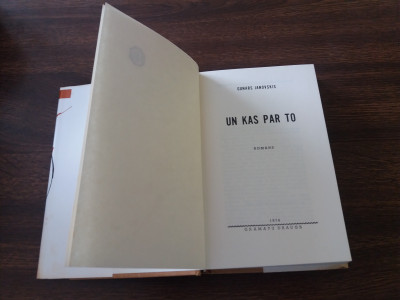 GUNARS JANOVSKIS
UN KAS PAR TO
ROMĀNS
GRĀMATU DRAUGS